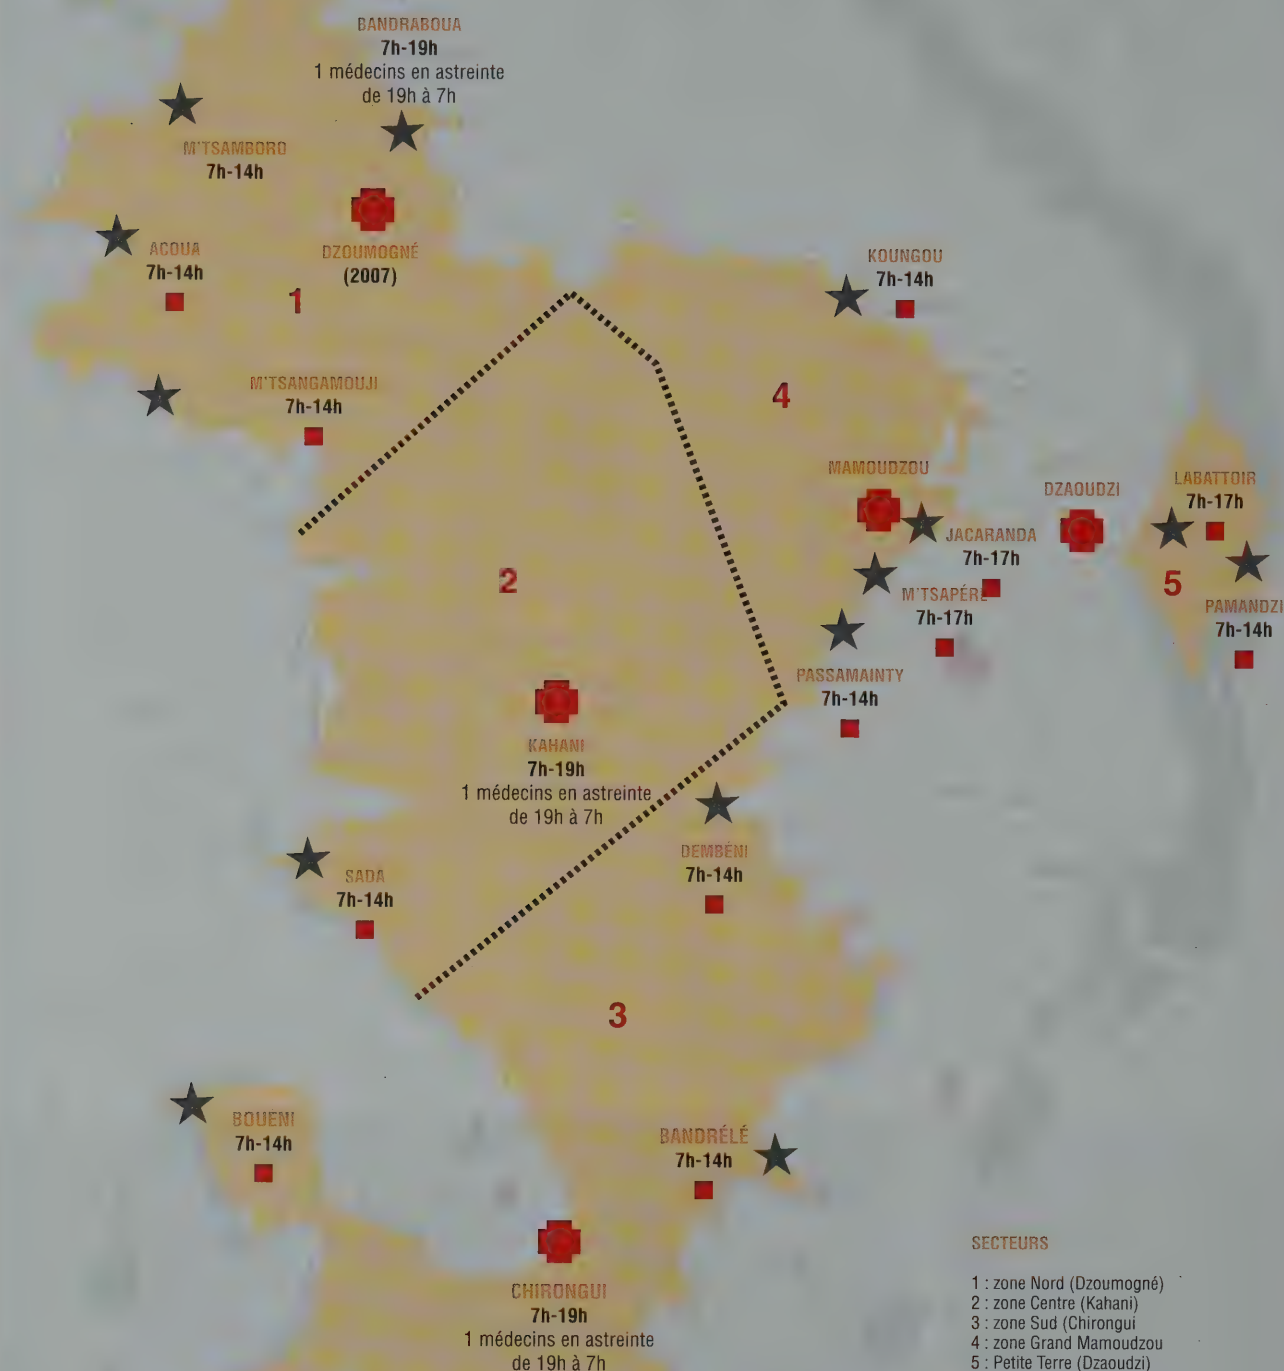 BANDRABOUA
7h-19h
1 médecins en astreinte
de 19h à 7h
M'TSAMBORO
7h-14h
ACOUA
7h-14h
DZOUMOGNÉ
(2007)
1
KOUNGOU
7h-14h
M'TSANGAMOUJI
7h-14h
4
MAMOUDZOU
DZAOUDZI
LABATTOIR
7h-17h
JACARANDA
7h-17h
2
5
M'TSAPÉRÉ
7h-17h
PAMANDZI
7h-14h
PASSAMAINTY
7h-14h
KAHANI
7h-19h
1 médecins en astreinte
de 19h à 7h
DEMBÉNI
7h-14h
SADA
7h-14h
3
BOUÉNI
7h-14h
BANDRÉLÉ
7h-14h
CHIRONGUI
7h-19h
1 médecins en astreinte
de 19h à 7h
SECTEURS
1 : zone Nord (Dzoumogné)
2 : zone Centre (Kahani)
3 : zone Sud (Chirongui
4 : zone Grand Mamoudzou
5 : Petite Terre (Dzaoudzi)